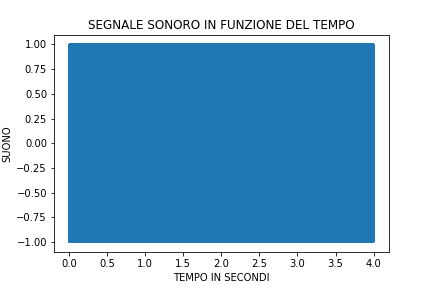 SEGNALE SONORO IN FUNZIONE DEL TEMPO
1.00
0.75
0.50
0.25
0.00
−0.25
−0.50
−0.75
−1.00
SUONO
0.0 0.5 1.0 1.5 2.0 2.5 3.0 3.5 4.0
TEMPO IN SECONDI